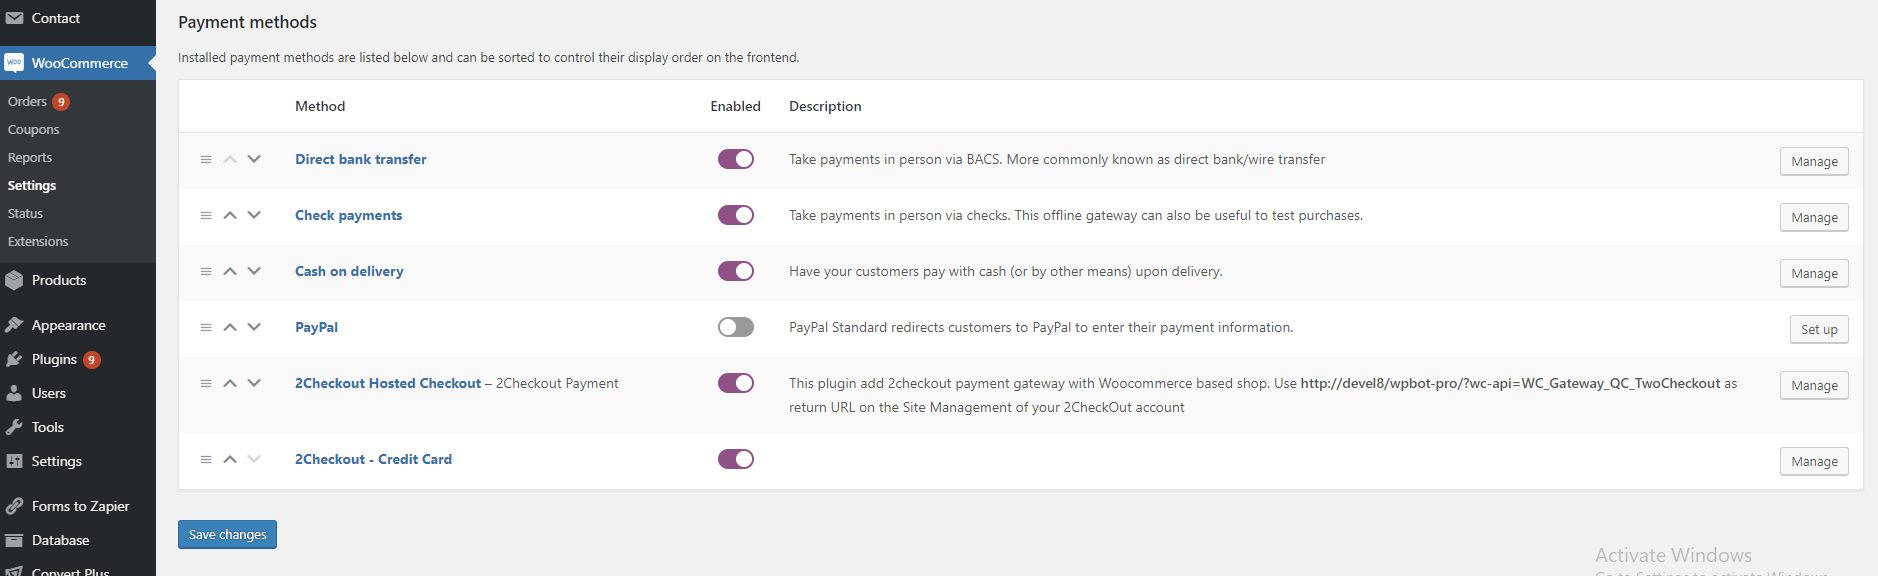 Contact
WooCommerce
Orders 9
Coupons
Reports
Settings
Status
Extensions
Products
Appearance
Plugins 9
Users
Tools
Settings
Forms to Zapier
Database
Convert Plus
Payment methods
Installed payment methods are listed below and can be sorted to control their display order on the frontend.
Method Enabled Description
Direct bank transfer Take payments in person via BACS. More commonly known as direct bank/wire transfer Manage
Check payments Take payments in person via checks. This offline gateway can also be useful to test purchases. Manage
Cash on delivery Have your customers pay with cash (or by other means) upon delivery. Manage
PayPal PayPal Standard redirects customers to PayPal to enter their payment information. Set up
2Checkout Hosted Checkout – 2Checkout Payment This plugin add 2checkout payment gateway with Woocommerce based shop. Use http://devel8/wpbot-pro/?wc-api=WC_Gateway_QC_TwoCheckout as Manage
return URL on the Site Management of your 2CheckOut account
2Checkout - Credit Card Manage
Save changes
Activate Windows
Go to Settings to activate Windows.